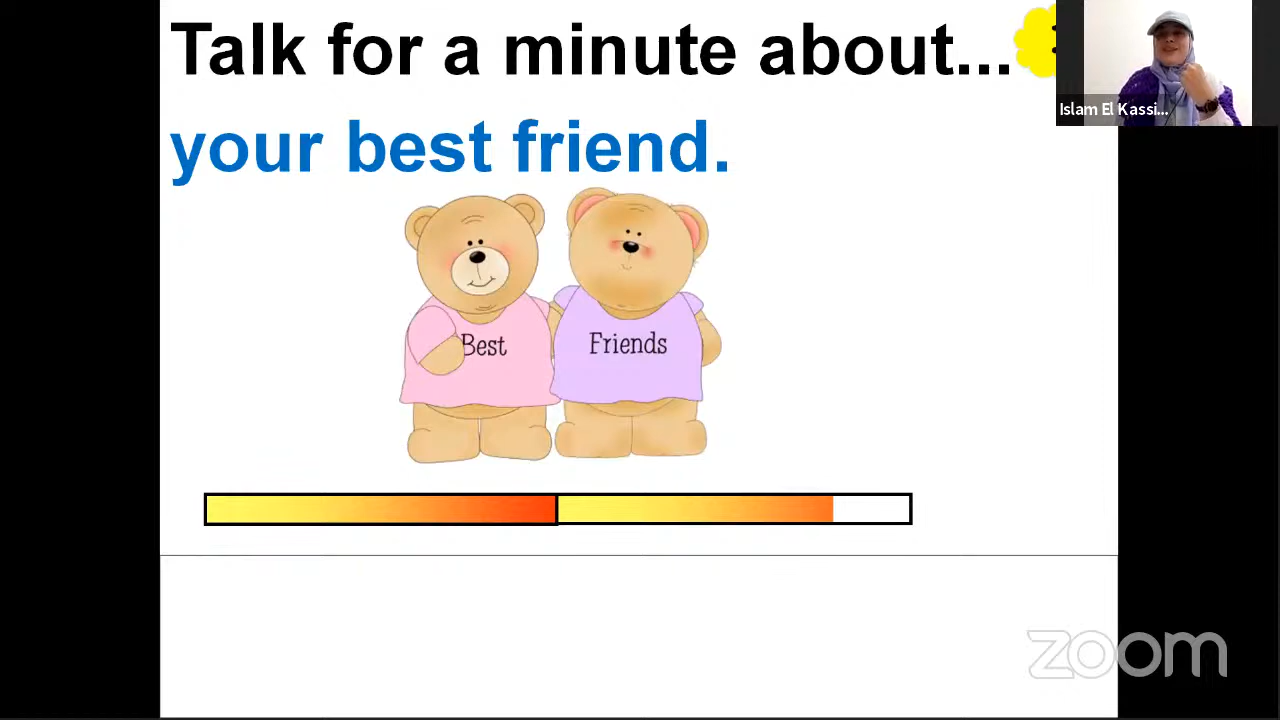 Talk for a minute about...
your best friend.
Islam El Kassi...
Best
Friends
zoom